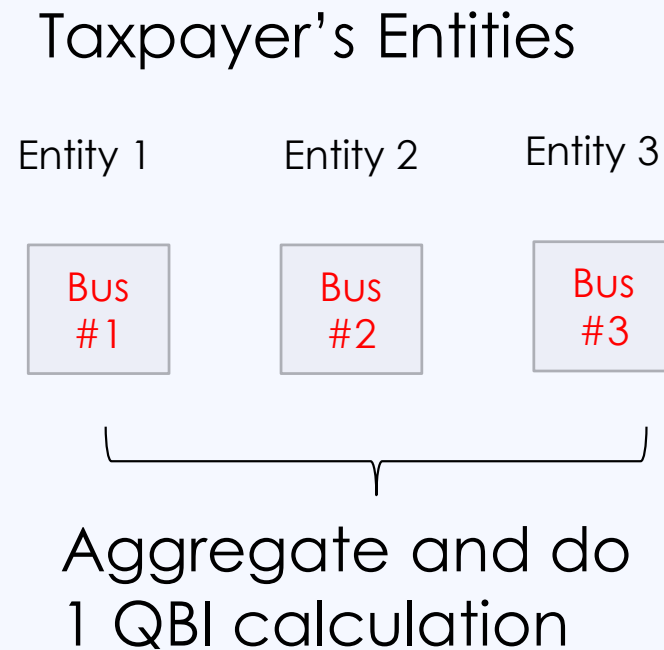 Taxpayer’s Entities
Entity 1 Entity 2 Entity 3
Bus #1
Bus #2
Bus #3
Aggregate and do
1 QBI calculation